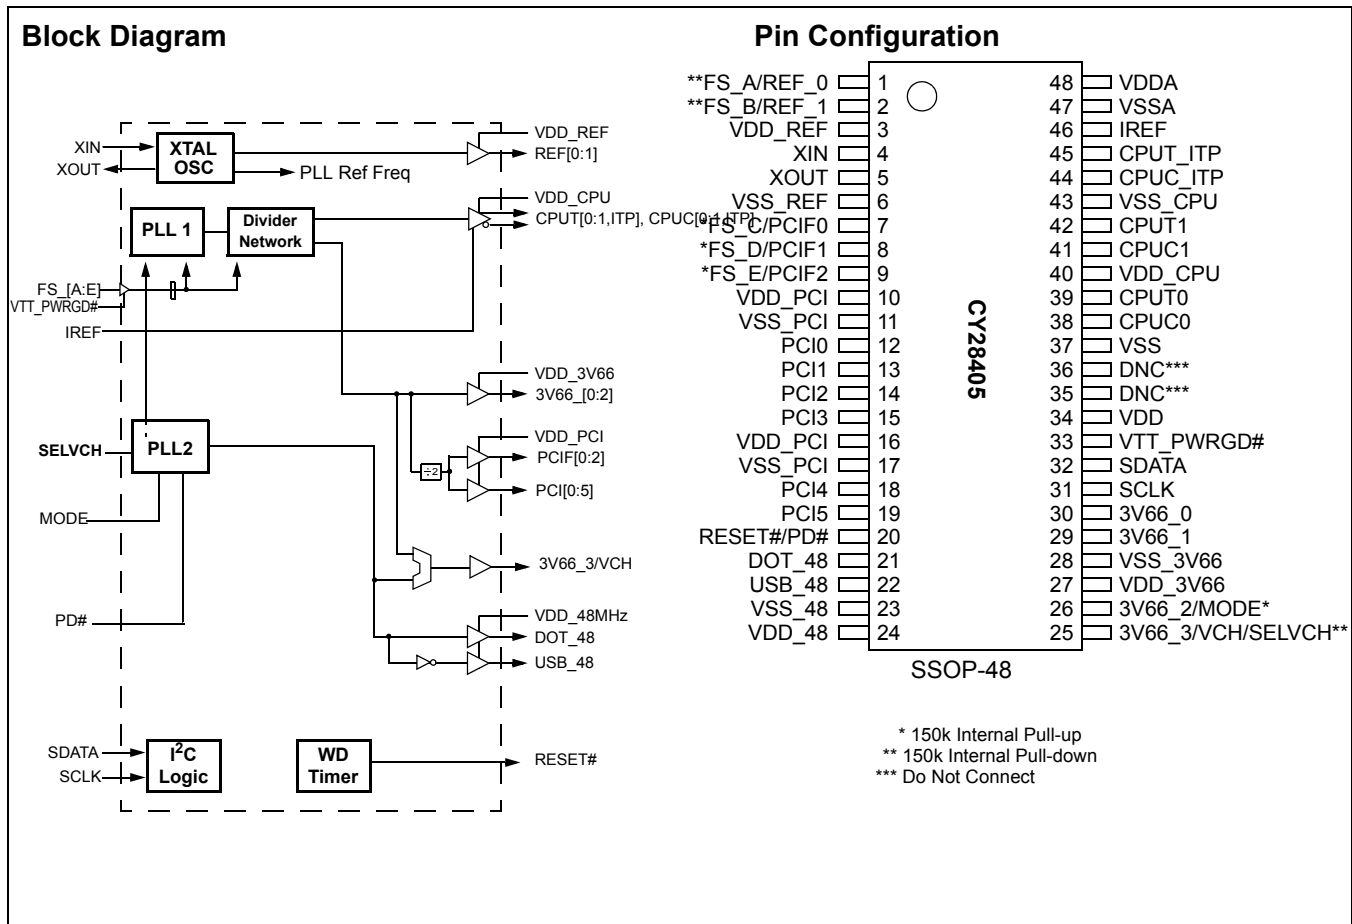 Block Diagram
XIN
XOUT
XTAL
OSC
VDD_REF
REF[0:1]
PLL Ref Freq
PLL 1
Divider
Network
VDD_CPU
CPUT[0:1,ITP], CPUC[0:1,ITP]
FS_[A:E]
VTT_PWRGD#
IREF
VDD_3V66
3V66_[0:2]
SELVCH
PLL2
VDD_PCI
PCIF[0:2]
÷2
PCI[0:5]
MODE
3V66_3/VCH
PD#
VDD_48MHz
DOT_48
USB_48
SDATA
SCLK
I2C
Logic
WD
Timer
RESET#
Pin Configuration
**FS_A/REF_0 1
**FS_B/REF_1 2
VDD_REF 3
XIN 4
XOUT 5
VSS_REF 6
*FS_C/PCIF0 7
*FS_D/PCIF1 8
*FS_E/PCIF2 9
VDD_PCI 10
VSS_PCI 11
PCI0 12
PCI1 13
PCI2 14
PCI3 15
VDD_PCI 16
VSS_PCI 17
PCI4 18
PCI5 19
RESET#/PD# 20
DOT_48 21
USB_48 22
VSS_48 23
VDD_48 24
CY28405
48 VDDA
47 VSSA
46 IREF
45 CPUT_ITP
44 CPUC_ITP
43 VSS_CPU
42 CPUT1
41 CPUC1
40 VDD_CPU
39 CPUT0
38 CPUC0
37 VSS
36 DNC***
35 DNC***
34 VDD
33 VTT_PWRGD#
32 SDATA
31 SCLK
30 3V66_0
29 3V66_1
28 VSS_3V66
27 VDD_3V66
26 3V66_2/MODE*
25 3V66_3/VCH/SELVCH**
SSOP-48
* 150k Internal Pull-up
** 150k Internal Pull-down
*** Do Not Connect